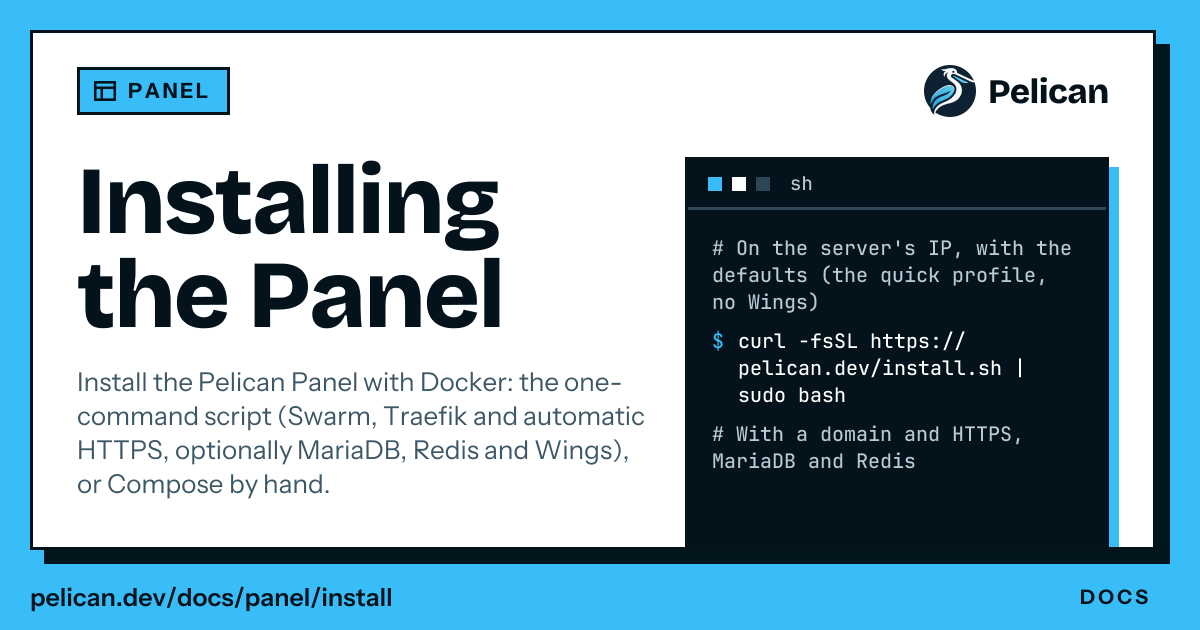 PANEL
Pelican
Installing
the Panel
Install the Pelican Panel with Docker: the one-
command script (Swarm, Traefik and automatic
HTTPS, optionally MariaDB, Redis and Wings),
or Compose by hand.
sh
# On the server's IP, with the
defaults (the quick profile,
no Wings)
$ curl -fsSL https://
pelican.dev/install.sh |
sudo bash
# With a domain and HTTPS,
MariaDB and Redis
pelican.dev/docs/panel/install
DOCS